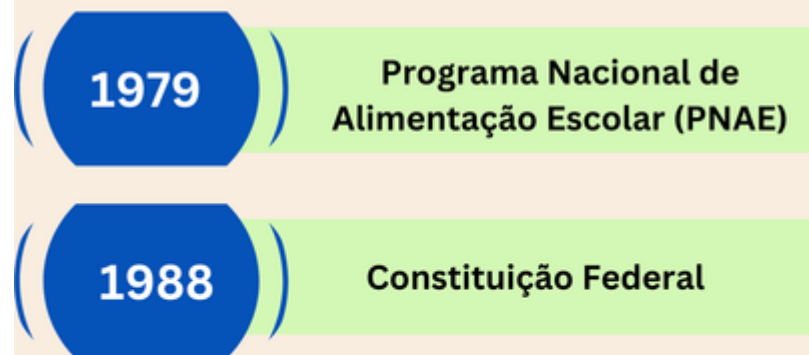 1979
Programa Nacional de
Alimentação Escolar (PNAE)
1988
Constituição Federal